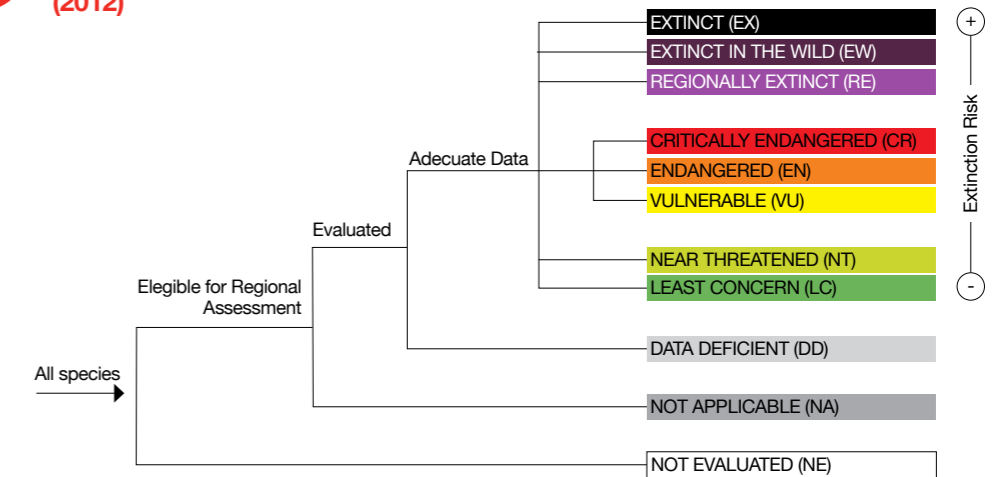 (2012)
EXTINCT (EX)
+
EXTINCT IN THE WILD (EW)
REGIONALLY EXTINCT (RE)
CRITICALLY ENDANGERED (CR)
Adecuate Data
ENDANGERED (EN)
Extinction Risk
VULNERABLE (VU)
Evaluated
NEAR THREATENED (NT)
Elegible for Regional
Assessment
LEAST CONCERN (LC)
-
DATA DEFICIENT (DD)
All species
NOT APPLICABLE (NA)
NOT EVALUATED (NE)